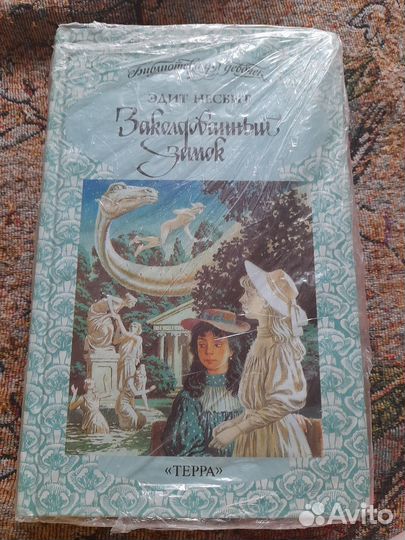 Библиотека для девочек
ЭДИТ НЕСБИТ
Заколдованный
замок
«ТЕРРА»
Avito